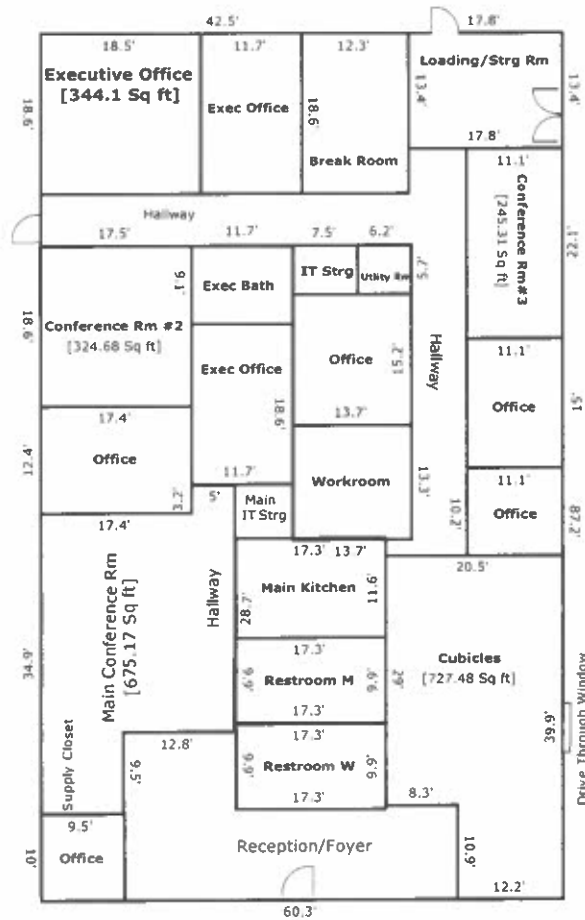 42.5'
17.8'
18.5'
11.7'
12.3'
Executive Office
[344.1 Sq ft]
Exec Office
18.6'
Break Room
Loading/Strg Rm
13.4'
13.4'
17.8'
18.6'
Hallway
11.1'
Conference
Rm#3
[245.31 Sq ft]
22.1'
17.5'
11.7'
7.5'
6.2'
9.1'
IT Strg
Utility Rm
5.7'
Exec Bath
18.6'
Conference Rm #2
[324.68 Sq ft]
Exec Office
18.6'
Office
15.2'
13.7'
Hallway
11.1'
Office
15'
17.4'
Office
12.4'
3.2'
11.7'
Workroom
13.3'
11.1'
Office
10.2'
87.2'
17.4'
5'
Main
IT Strg
17.3'
13.7'
20.5'
Main Conference Rm
[675.17 Sq ft]
34.9'
Hallway
28.7'
Main Kitchen
11.6'
17.3'
9.9'
Restroom M
9.9'
17.3'
29'
Cubicles
[727.48 Sq ft]
39.9'
Drive Through Window
Supply Closet
12.8'
9.5'
17.3'
9.9'
Restroom W
9.9'
17.3'
8.3'
9.5'
Office
10'
Reception/Foyer
10.9'
12.2'
60.3'